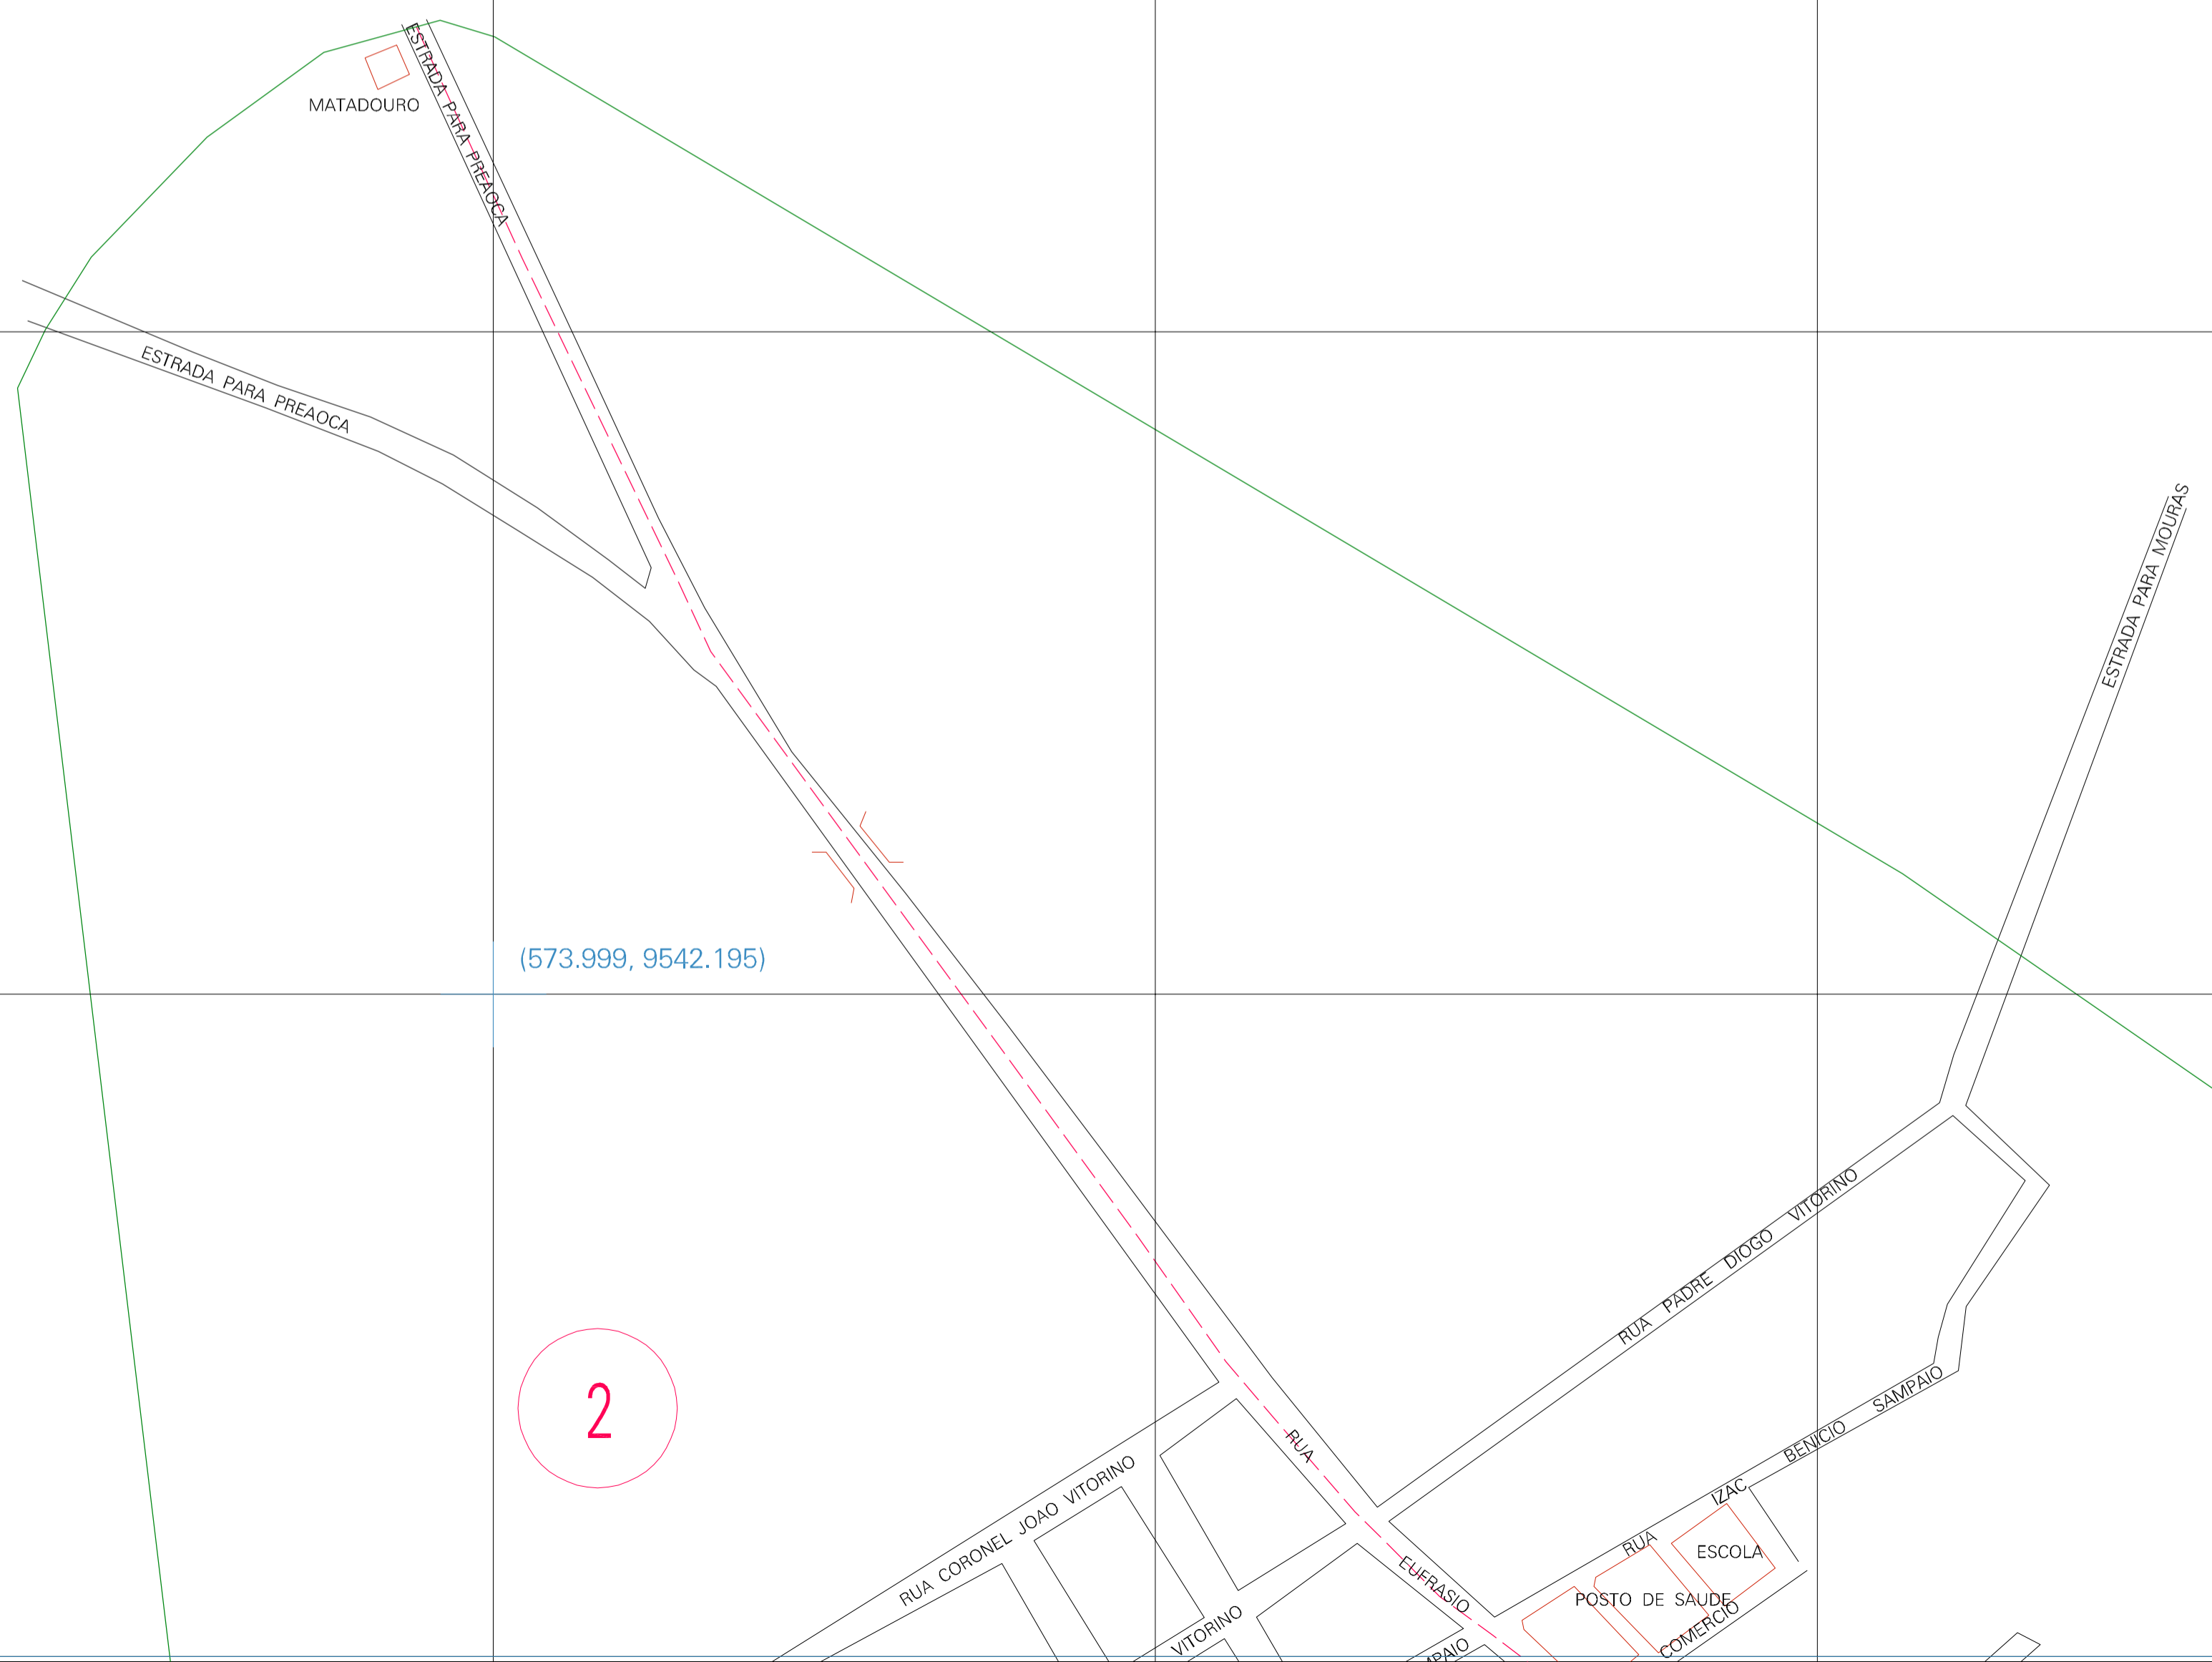 ESTRADA PARA PREAOCA
MATADOURO
ESTRADA PARA PREAOCA
ESTRADA PARA MOURAS
(573.999, 9542.195)
RUA PADRE DIOGO VITORINO
2
RUA EUFRASIO
RUA IZAC BENICIO SAMPAIO
RUA CORONEL JOAO VITORINO
ESCOLA
POSTO DE SAUDE
VITORINO
COMERCIO